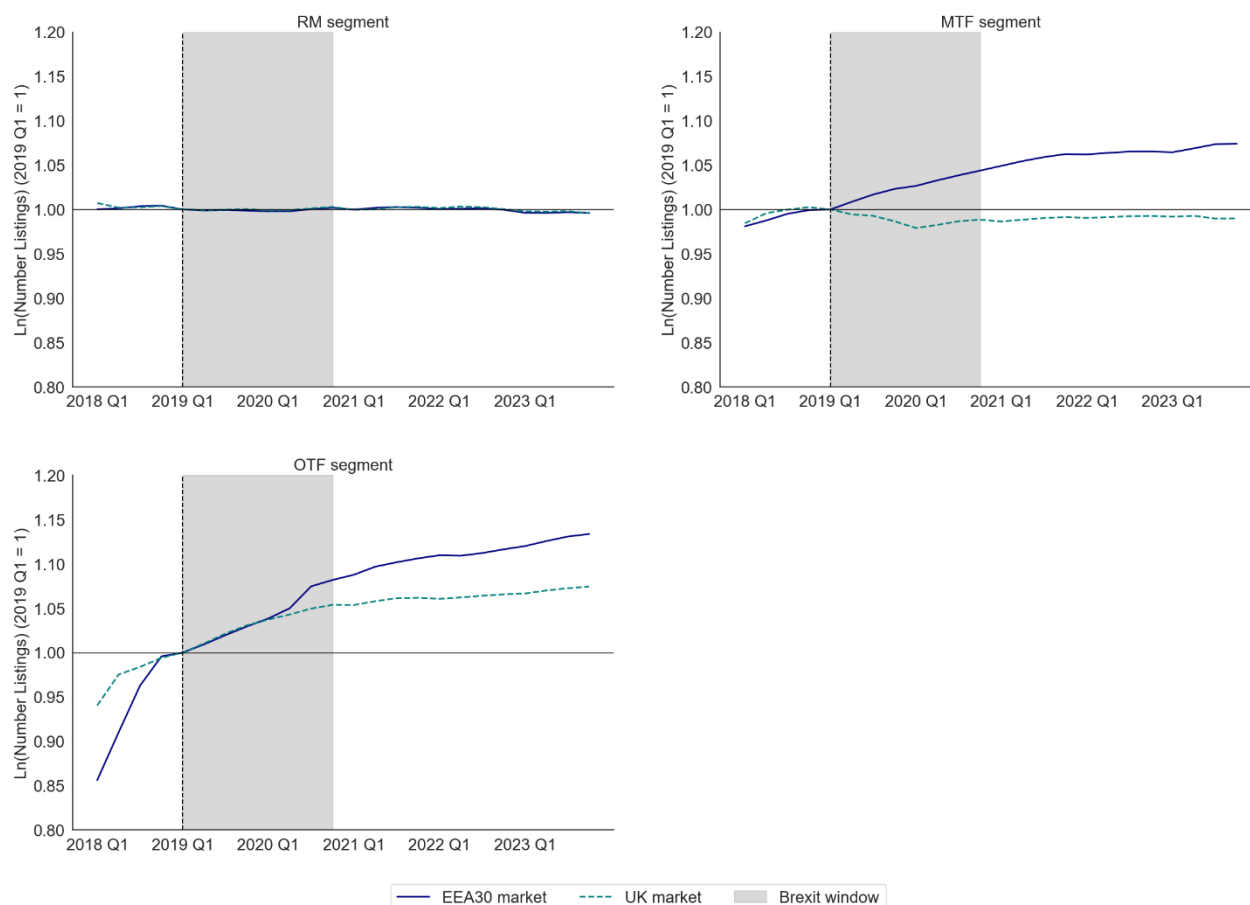 RM segment
Ln(Number Listings) (2019 Q1 = 1)
1.20
1.15
1.10
1.05
1.00
0.95
0.90
0.85
0.80
2018 Q1 2019 Q1 2020 Q1 2021 Q1 2022 Q1 2023 Q1
MTF segment
Ln(Number Listings) (2019 Q1 = 1)
1.20
1.15
1.10
1.05
1.00
0.95
0.90
0.85
0.80
2018 Q1 2019 Q1 2020 Q1 2021 Q1 2022 Q1 2023 Q1
OTF segment
Ln(Number Listings) (2019 Q1 = 1)
1.20
1.15
1.10
1.05
1.00
0.95
0.90
0.85
0.80
2018 Q1 2019 Q1 2020 Q1 2021 Q1 2022 Q1 2023 Q1
EEA30 market UK market Brexit window